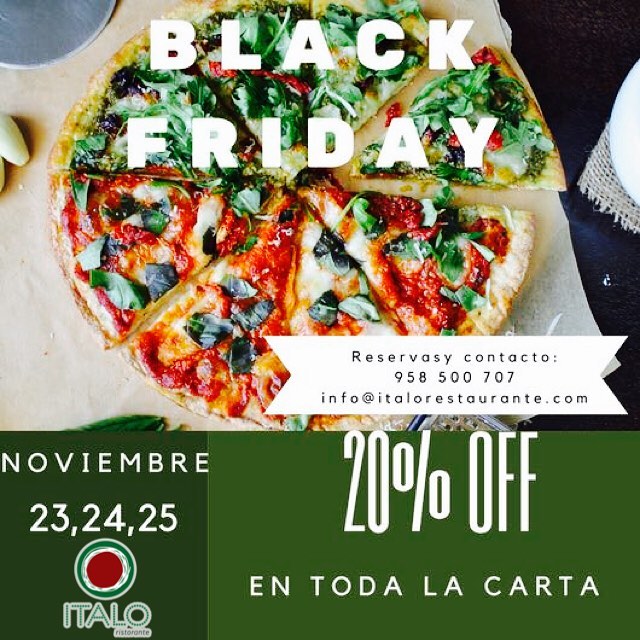 BLACK
FRIDAY
Reservasy contacto:
958 500 707
info@italorestaurante.com
NOVIEMBRE
23,24,25
20% OFF
EN TODA LA CARTA
ITALO
ristorante